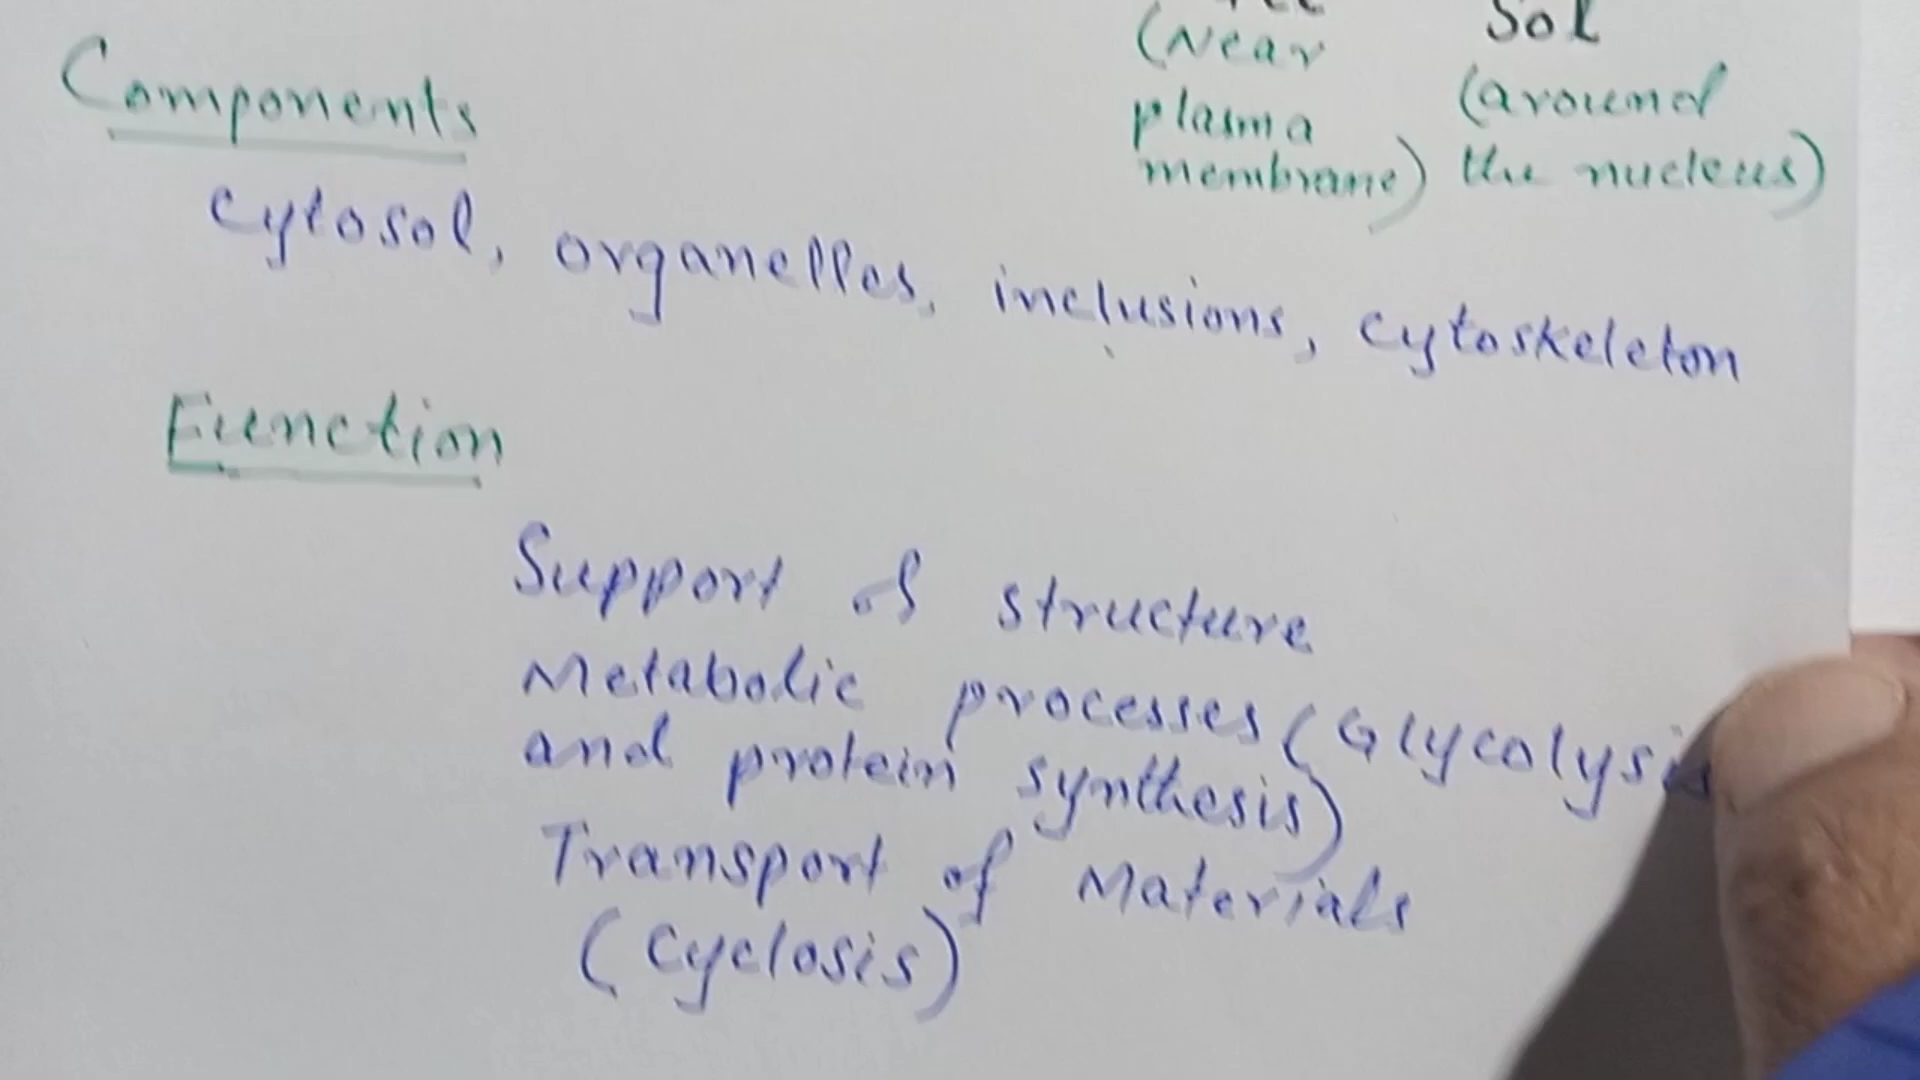 Sol
(Near
plasma
membrane)
(around
the nucleus)
Components
cytosol, organelles, inclusions, cytoskeleton
Function
Support of structure
Metabolic processes (Glycolysis
and protein synthesis)
Transport of Materials
(Cyclosis)